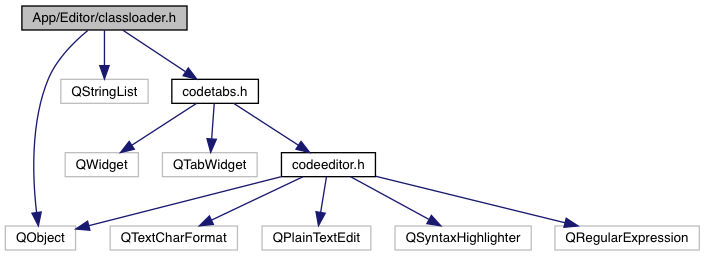 App/Editor/classloader.h
QStringList
codetabs.h
QWidget
QTabWidget
codeeditor.h
QObject
QTextCharFormat
QPlainTextEdit
QSyntaxHighlighter
QRegularExpression